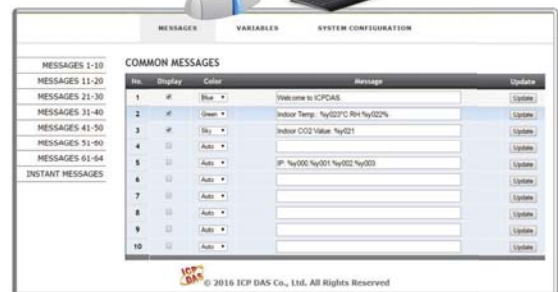 MESSAGES VARIABLES SYSTEM CONFIGURATION
MESSAGES 1-10
MESSAGES 11-20
MESSAGES 21-30
MESSAGES 31-40
MESSAGES 41-50
MESSAGES 51-60
MESSAGES 61-64
INSTANT MESSAGES
COMMON MESSAGES
No. Display Color Message Update
1 Blue Welcome to ICPDAS. Update
2 Green Indoor Temp.: %y023°C RH:%y022% Update
3 Sky Indoor CO2 Value: %y021 Update
4 Auto Update
5 Auto IP: %y000.%y001.%y002.%y003 Update
6 Auto Update
7 Auto Update
8 Auto Update
9 Auto Update
10 Auto Update
ICP DAS © 2016 ICP DAS Co., Ltd. All Rights Reserved